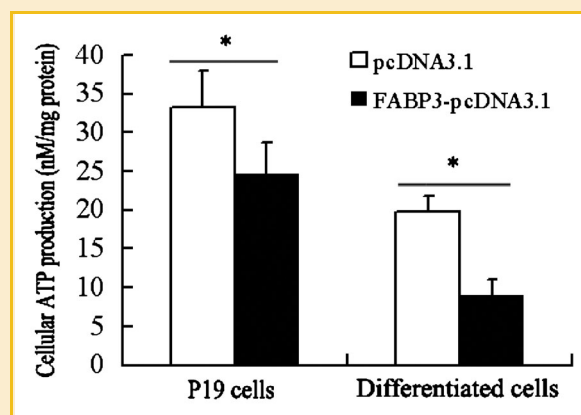 Cellular ATP production (nM/mg protein)
40
35
30
25
20
15
10
5
0
*
*
pcDNA3.1
FABP3-pcDNA3.1
P19 cells
Differentiated cells